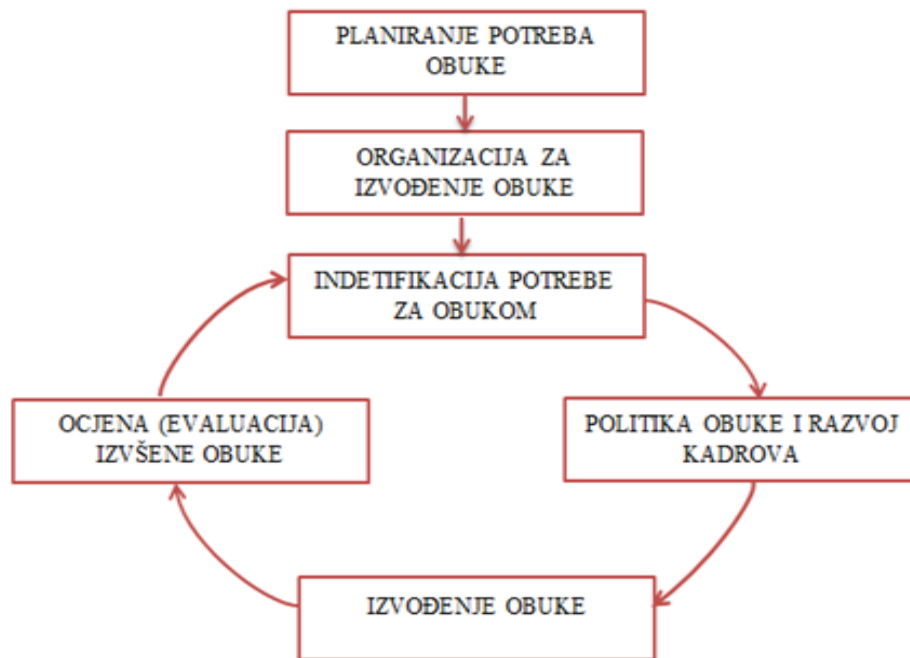 PLANIRANJE POTREBA
OBUKE
ORGANIZACIJA ZA
IZVOĐENJE OBUKE
INDETIFIKACIJA POTREBE
ZA OBUKOM
OCJENA (EVALUACIJA)
IZVŠENE OBUKE
POLITIKA OBUKE I RAZVOJ
KADROVA
IZVOĐENJE OBUKE